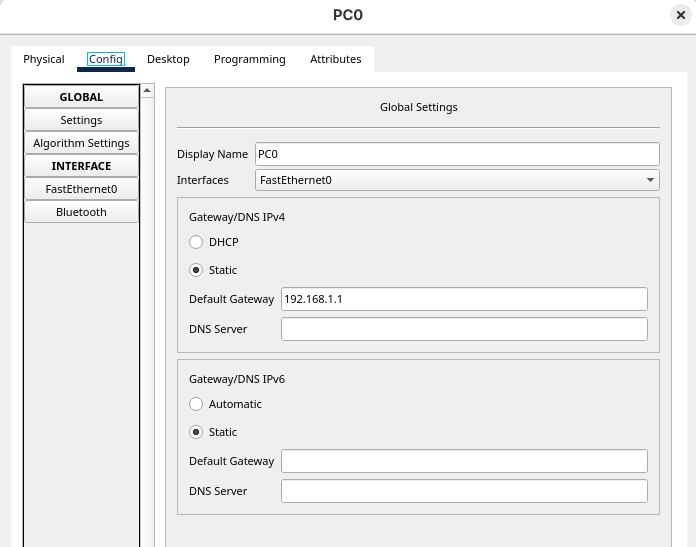 PC0
Physical Config Desktop Programming Attributes
GLOBAL
Settings
Algorithm Settings
INTERFACE
FastEthernet0
Bluetooth
Global Settings
Display Name PC0
Interfaces FastEthernet0
Gateway/DNS IPv4
DHCP
Static
Default Gateway 192.168.1.1
DNS Server
Gateway/DNS IPv6
Automatic
Static
Default Gateway
DNS Server